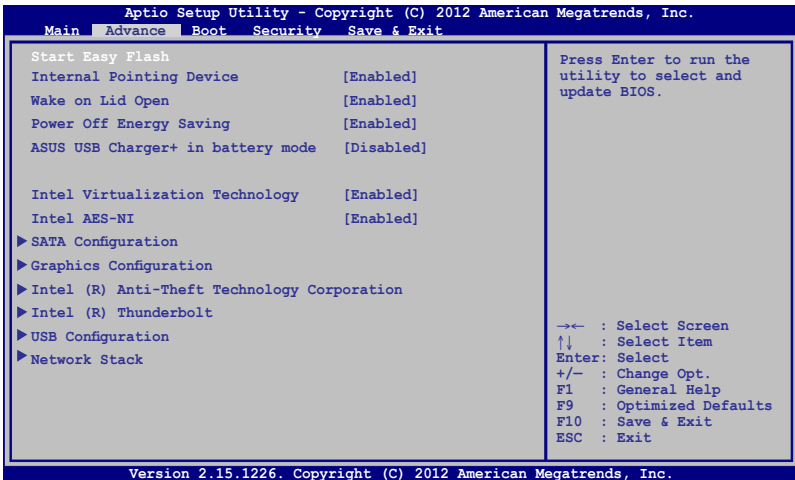 Aptio Setup Utility - Copyright (C) 2012 American Megatrends, Inc.
Main Advance Boot Security Save & Exit
Start Easy Flash
Internal Pointing Device [Enabled]
Wake on Lid Open [Enabled]
Power Off Energy Saving [Enabled]
ASUS USB Charger+ in battery mode [Disabled]
Intel Virtualization Technology [Enabled]
Intel AES-NI [Enabled]
SATA Configuration
Graphics Configuration
Intel (R) Anti-Theft Technology Corporation
Intel (R) Thunderbolt
USB Configuration
Network Stack
Press Enter to run the
utility to select and
update BIOS.
→← : Select Screen
↑↓ : Select Item
Enter: Select
+/— : Change Opt.
F1 : General Help
F9 : Optimized Defaults
F10 : Save & Exit
ESC : Exit
Version 2.15.1226. Copyright (C) 2012 American Megatrends, Inc.